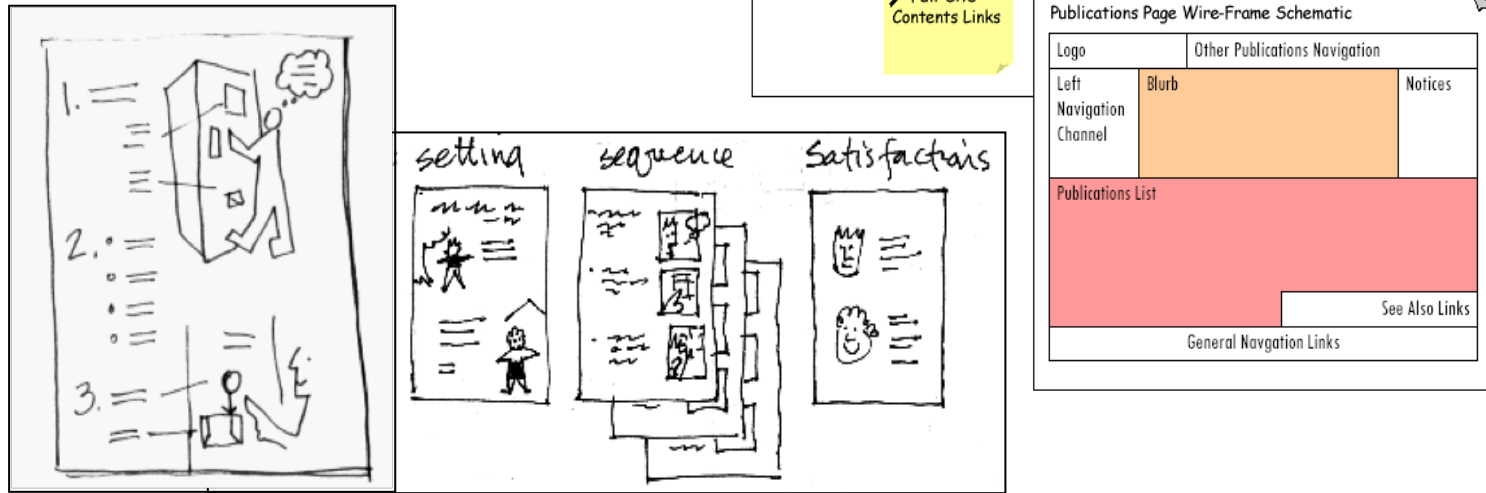 1.
2.
3.
setting
sequence
Satisfactions
Contents Links
Publications Page Wire-Frame Schematic
Logo
Other Publications Navigation
Left
Navigation
Channel
Blurb
Notices
Publications List
See Also Links
General Navgation Links